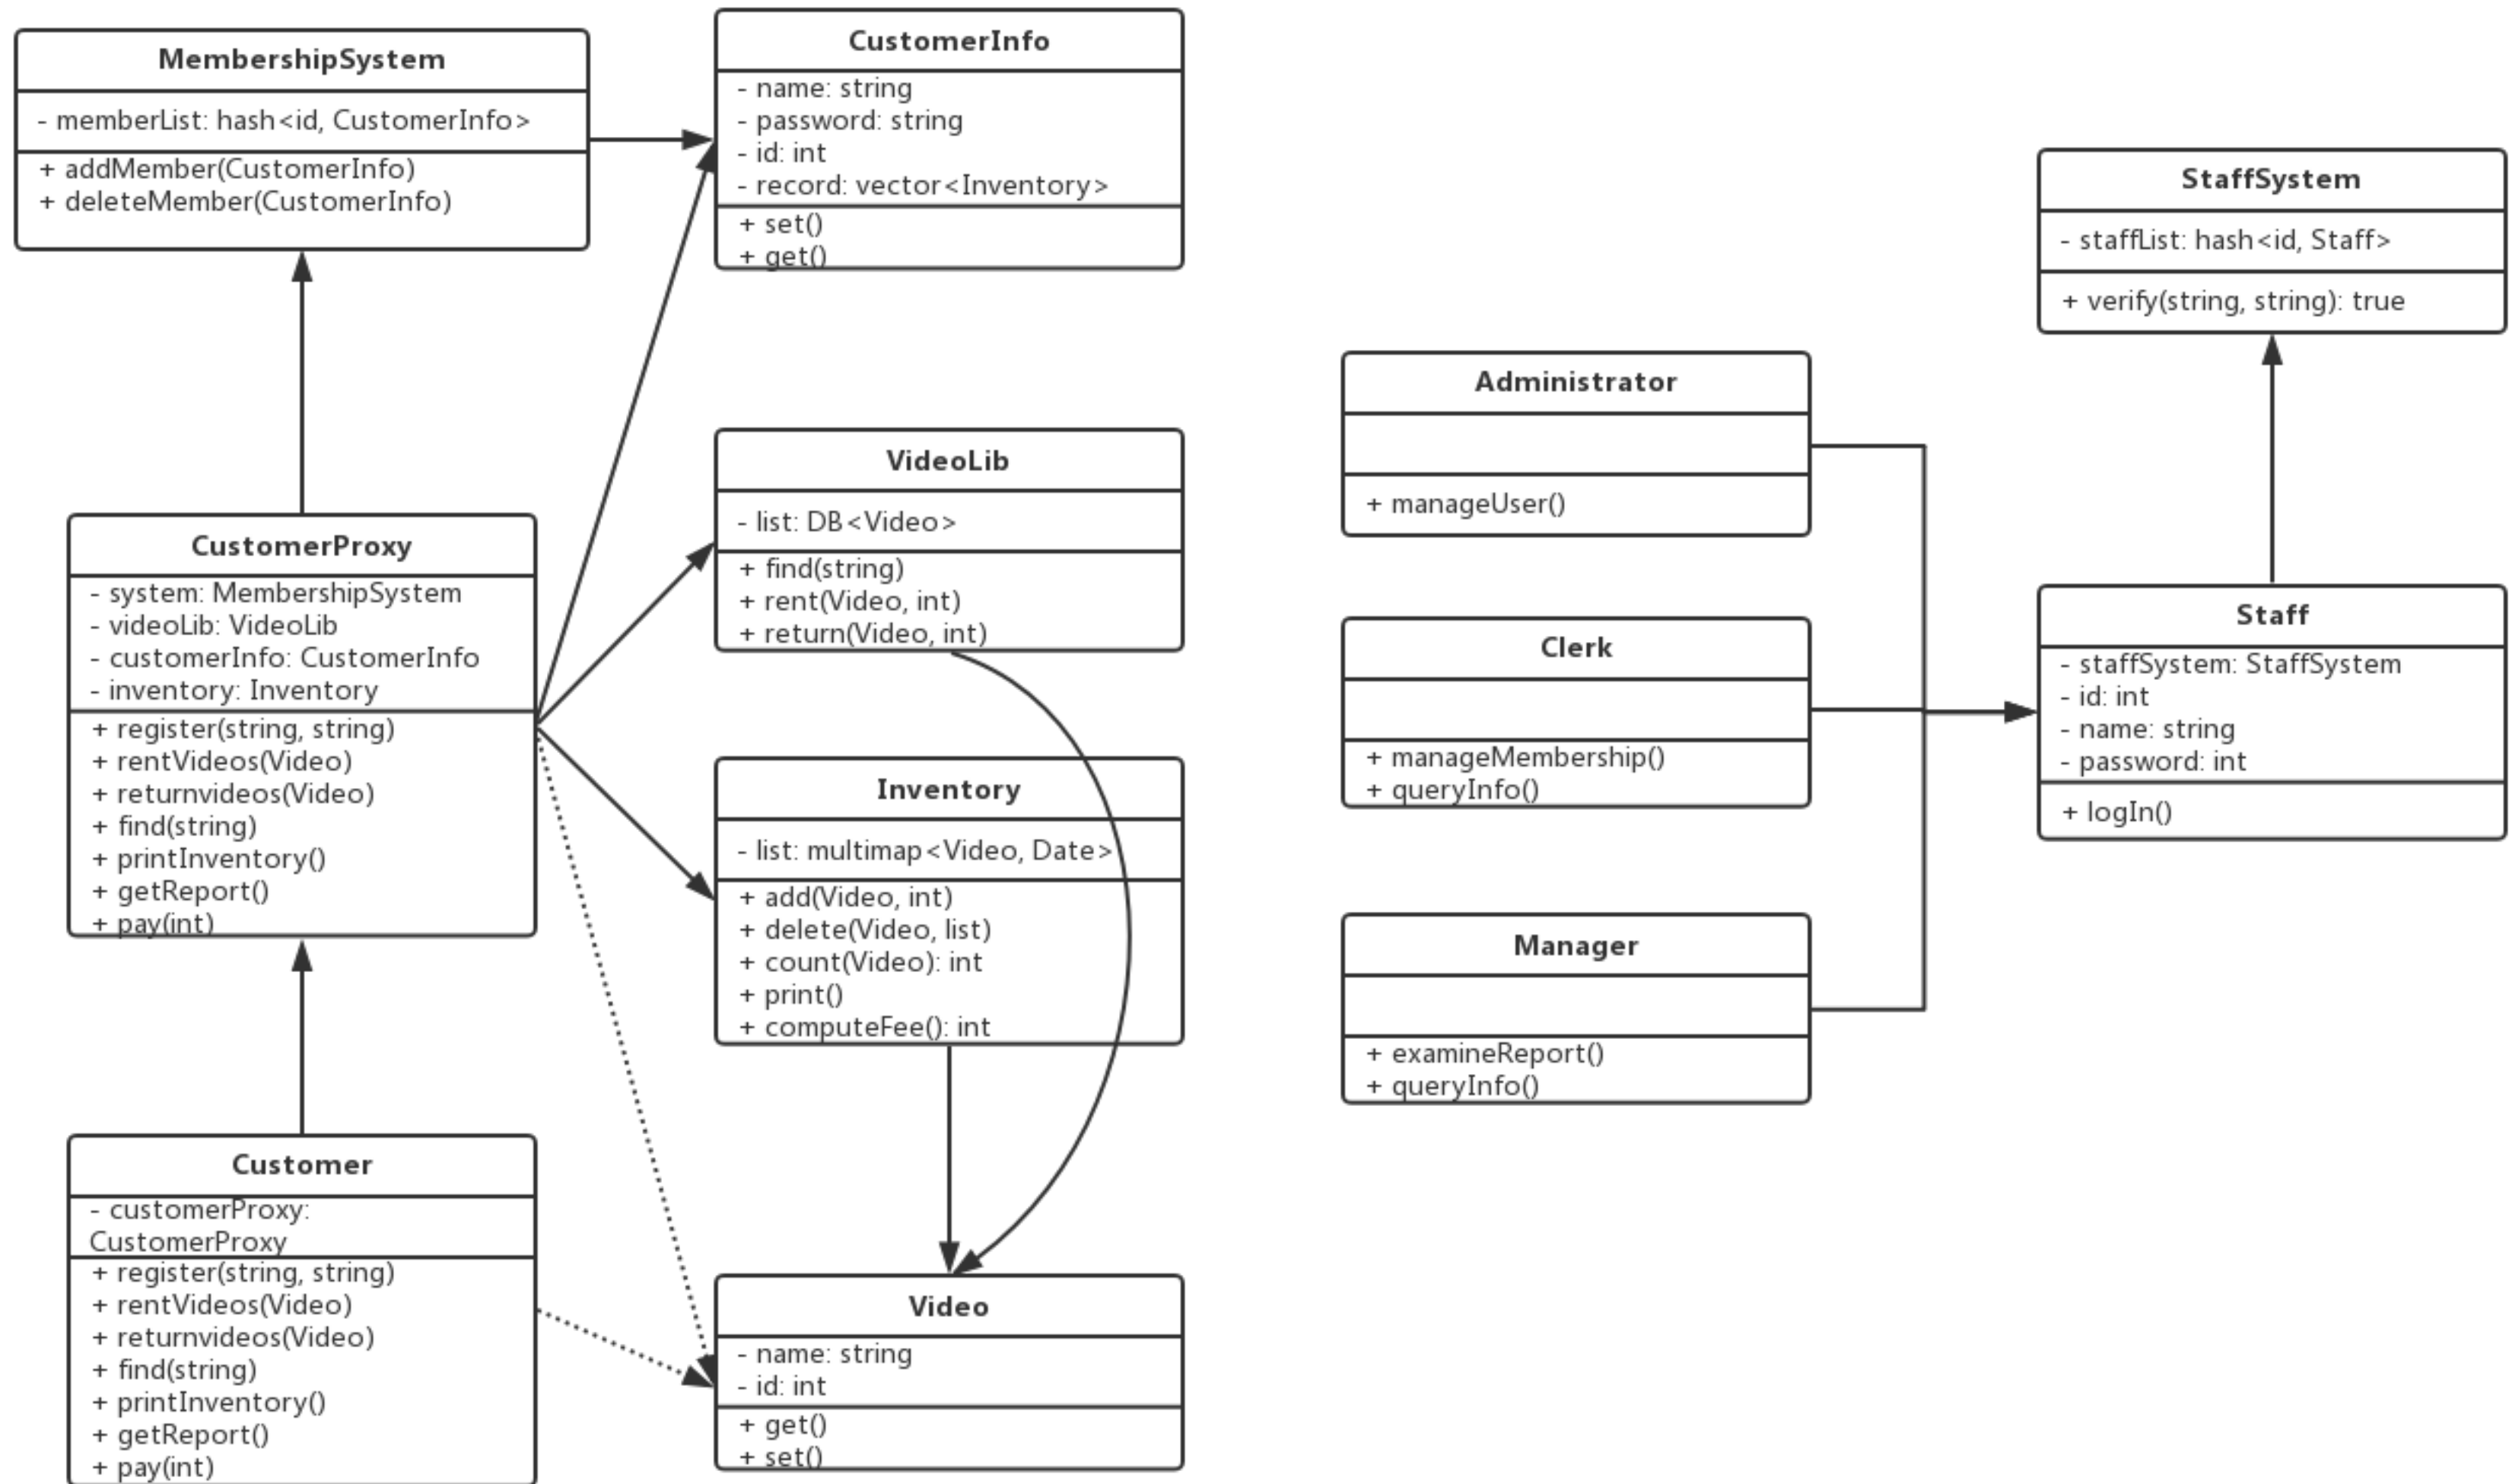 MembershipSystem
- memberList: hash<id, CustomerInfo>
+ addMember(CustomerInfo)
+ deleteMember(CustomerInfo)
CustomerInfo
- name: string
- password: string
- id: int
- record: vector<Inventory>
+ set()
+ get()
StaffSystem
- staffList: hash<id, Staff>
+ verify(string, string): true
Administrator
+ manageUser()
VideoLib
- list: DB<Video>
+ find(string)
+ rent(Video, int)
+ return(Video, int)
CustomerProxy
- system: MembershipSystem
- videoLib: VideoLib
- customerInfo: CustomerInfo
- inventory: Inventory
+ register(string, string)
+ rentVideos(Video)
+ returnvideos(Video)
+ find(string)
+ printInventory()
+ getReport()
+ pay(int)
Clerk
+ manageMembership()
+ queryInfo()
Staff
- staffSystem: StaffSystem
- id: int
- name: string
- password: int
+ logIn()
Inventory
- list: multimap<Video, Date>
+ add(Video, int)
+ delete(Video, list)
+ count(Video): int
+ print()
+ computeFee(): int
Manager
+ examineReport()
+ queryInfo()
Customer
- customerProxy:
CustomerProxy
+ register(string, string)
+ rentVideos(Video)
+ returnvideos(Video)
+ find(string)
+ printInventory()
+ getReport()
+ pay(int)
Video
- name: string
- id: int
+ get()
+ set()